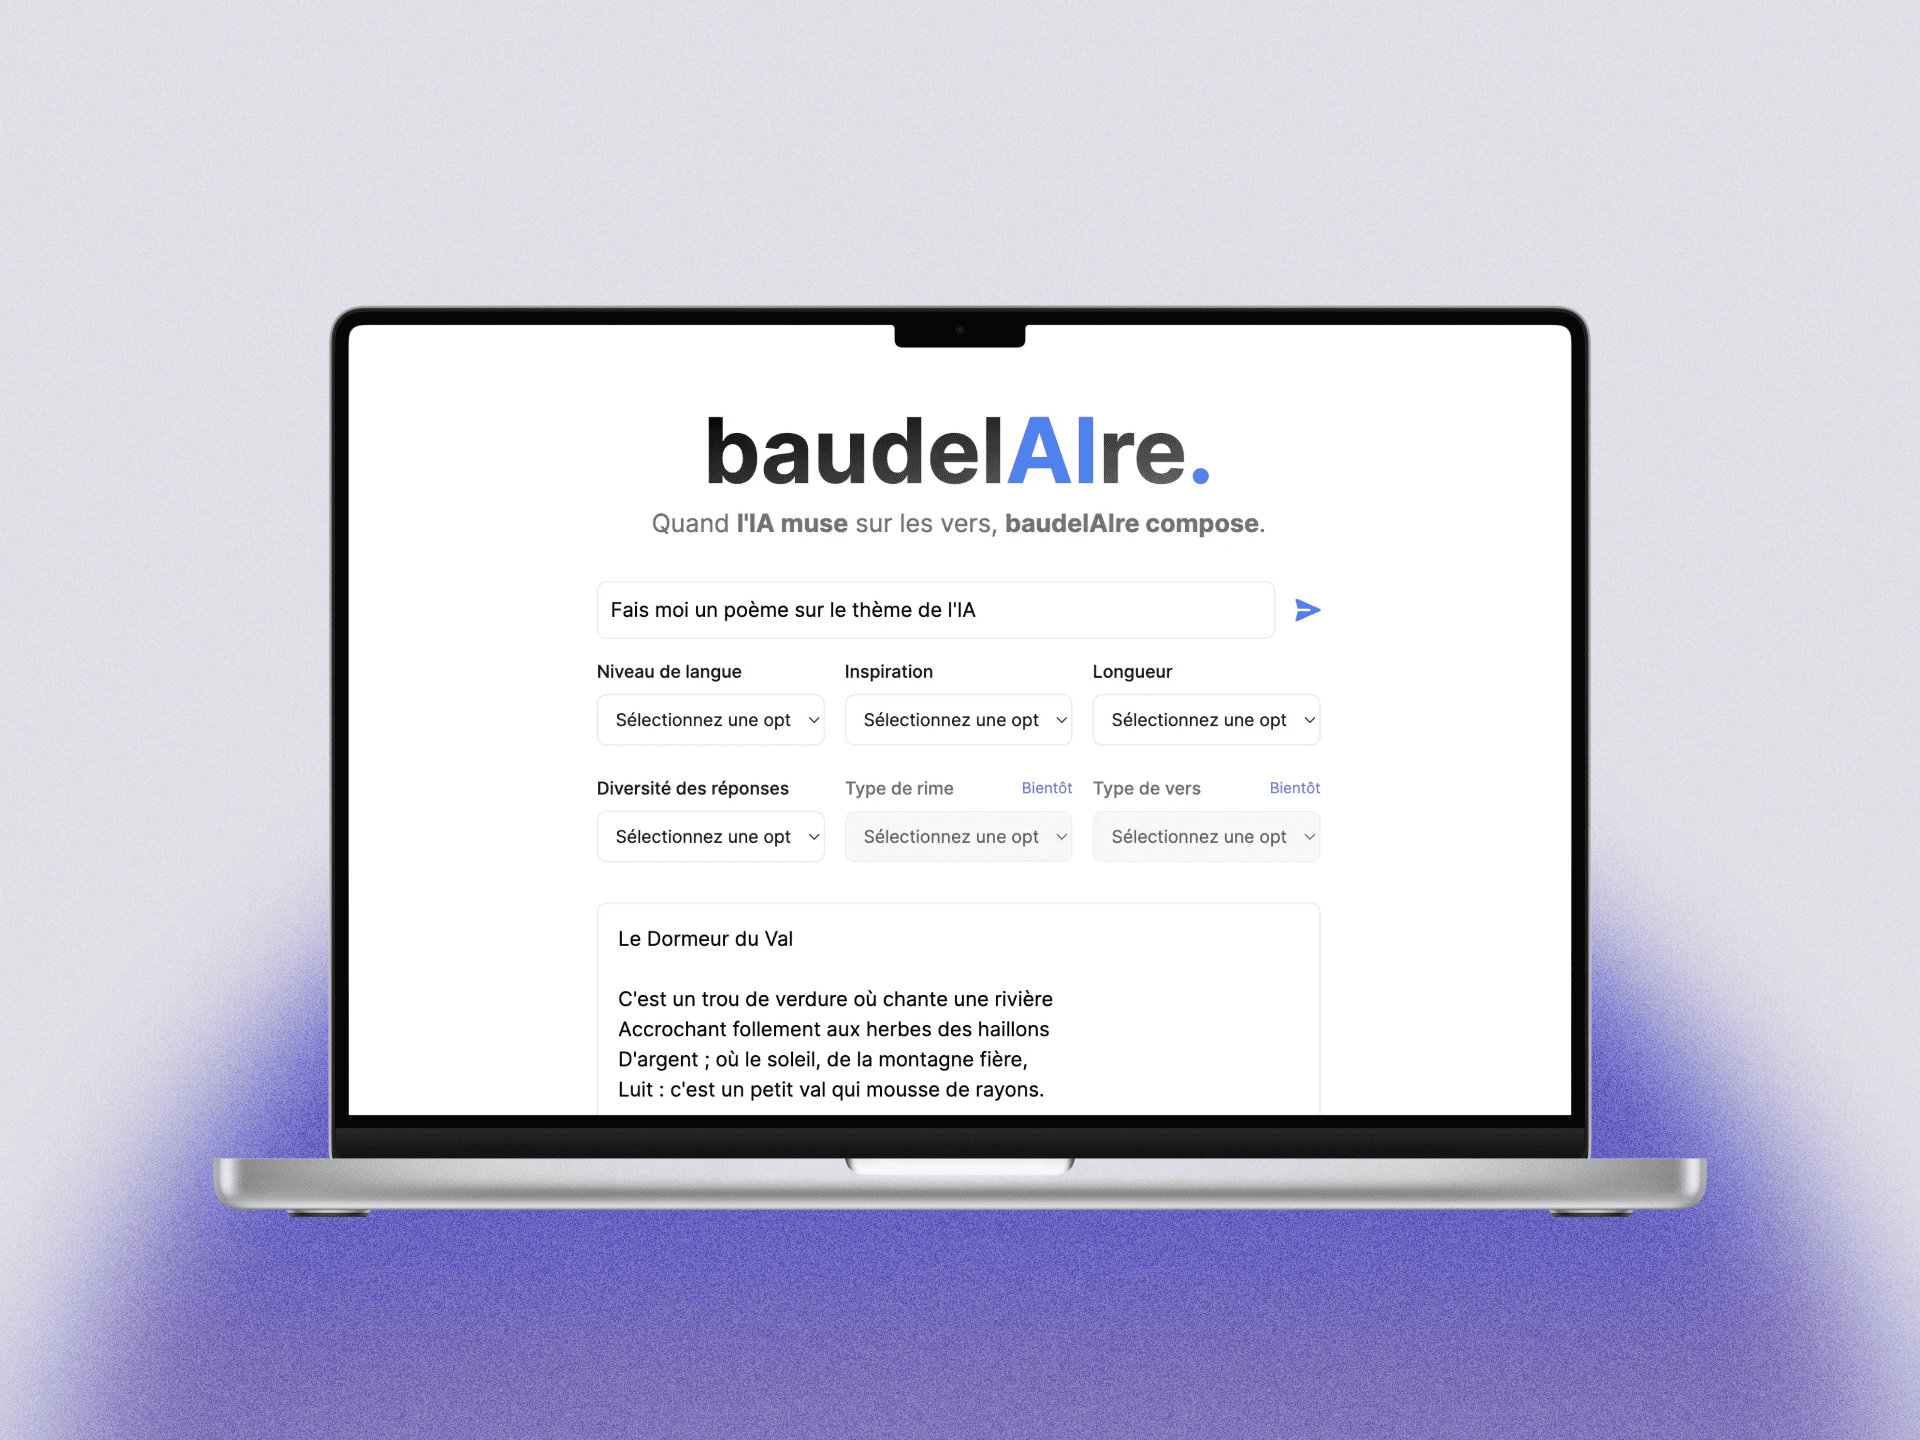 baudelAIre.
Quand l'IA muse sur les vers, baudelAIre compose.
Fais moi un poème sur le thème de l'IA
Niveau de langue Inspiration Longueur
Sélectionnez une opt Sélectionnez une opt Sélectionnez une opt
Diversité des réponses Type de rime Bientôt Type de vers Bientôt
Sélectionnez une opt Sélectionnez une opt Sélectionnez une opt
Le Dormeur du Val
C'est un trou de verdure où chante une rivière
Accrochant follement aux herbes des haillons
D'argent ; où le soleil, de la montagne fière,
Luit : c'est un petit val qui mousse de rayons.